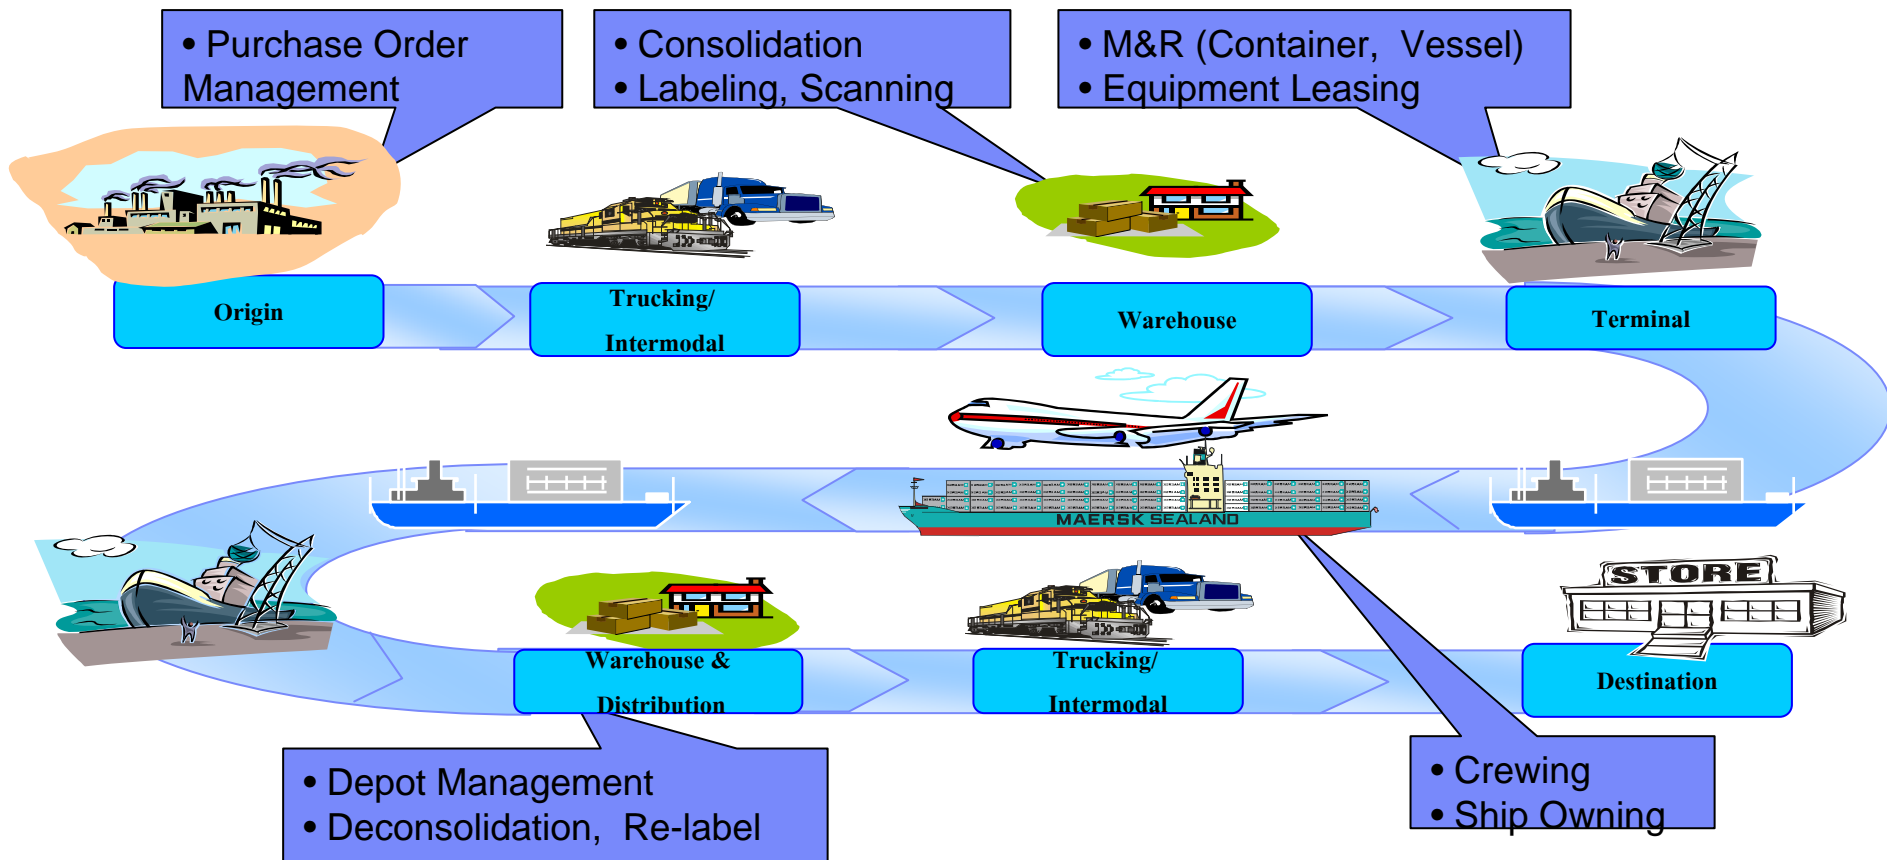 • Purchase Order
Management
• Consolidation
• Labeling, Scanning
• M&R (Container, Vessel)
• Equipment Leasing
Origin
Trucking/
Intermodal
Warehouse
Terminal
MAERSK SEALAND
STORE
Warehouse &
Distribution
Trucking/
Intermodal
Destination
• Depot Management
• Deconsolidation, Re-label
• Crewing
• Ship Owning